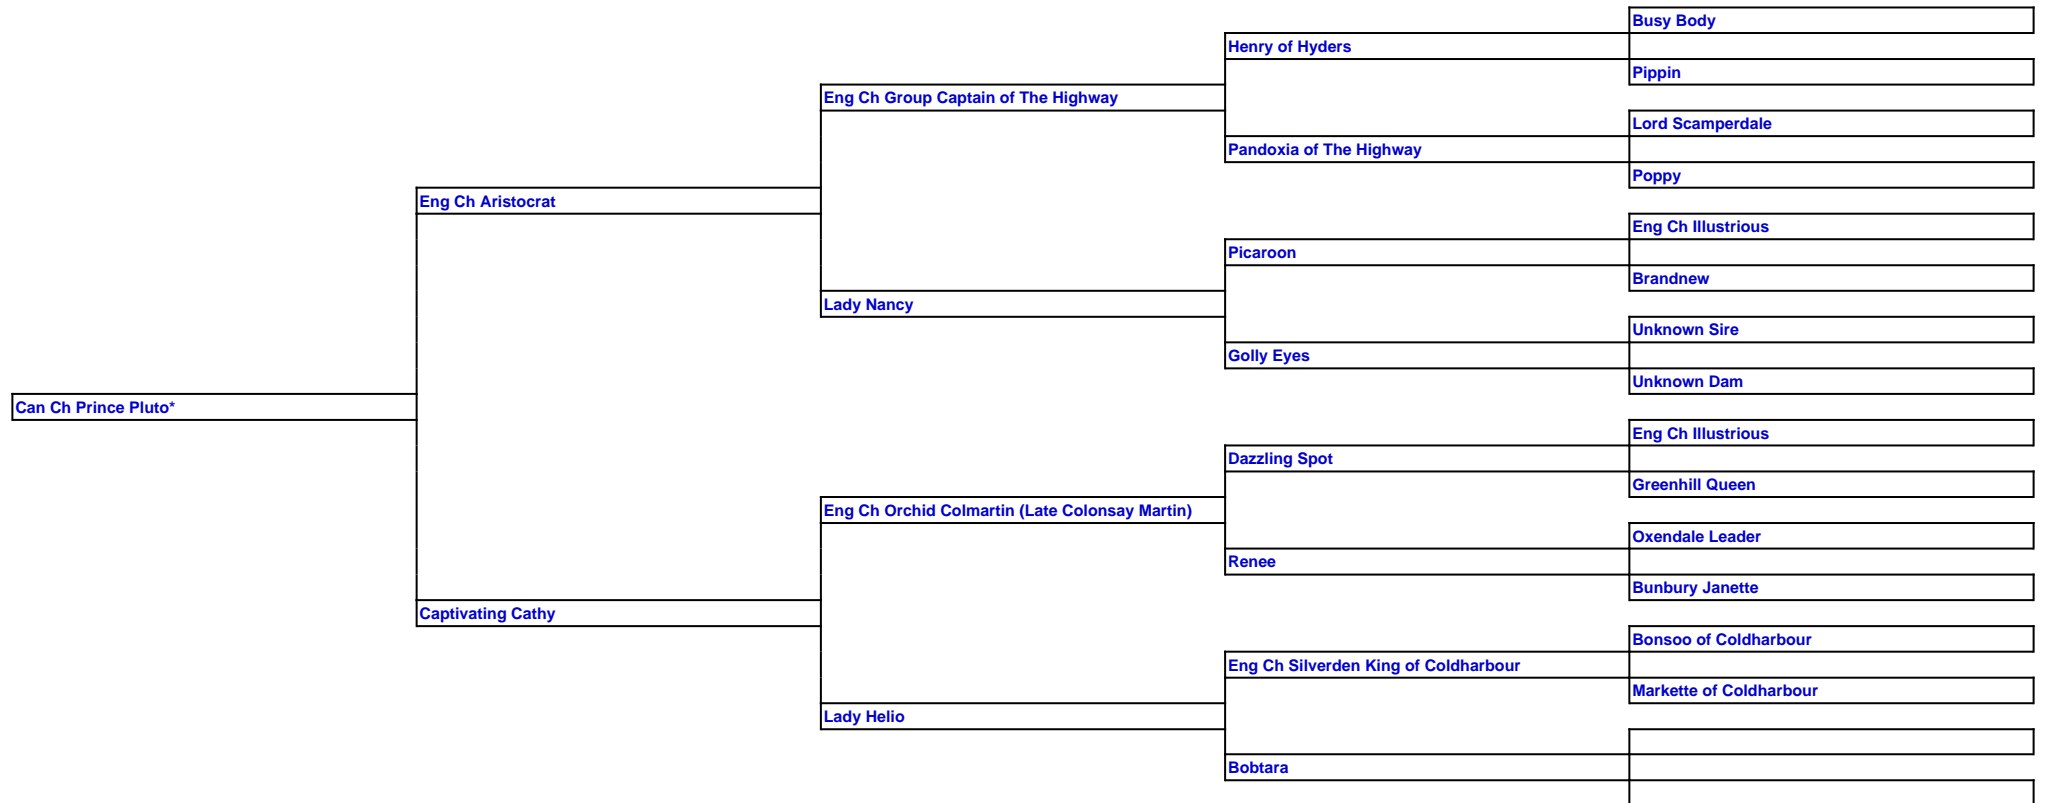 Busy Body
Henry of Hyders
Pippin
Eng Ch Group Captain of The Highway
Lord Scamperdale
Pandoxia of The Highway
Poppy
Eng Ch Aristocrat
Eng Ch Illustrious
Picaroon
Brandnew
Lady Nancy
Unknown Sire
Golly Eyes
Unknown Dam
Can Ch Prince Pluto*
Eng Ch Illustrious
Dazzling Spot
Greenhill Queen
Eng Ch Orchid Colmartin (Late Colonsay Martin)
Oxendale Leader
Renee
Bunbury Janette
Captivating Cathy
Bonsoo of Coldharbour
Eng Ch Silverden King of Coldharbour
Markette of Coldharbour
Lady Helio
Bobtara